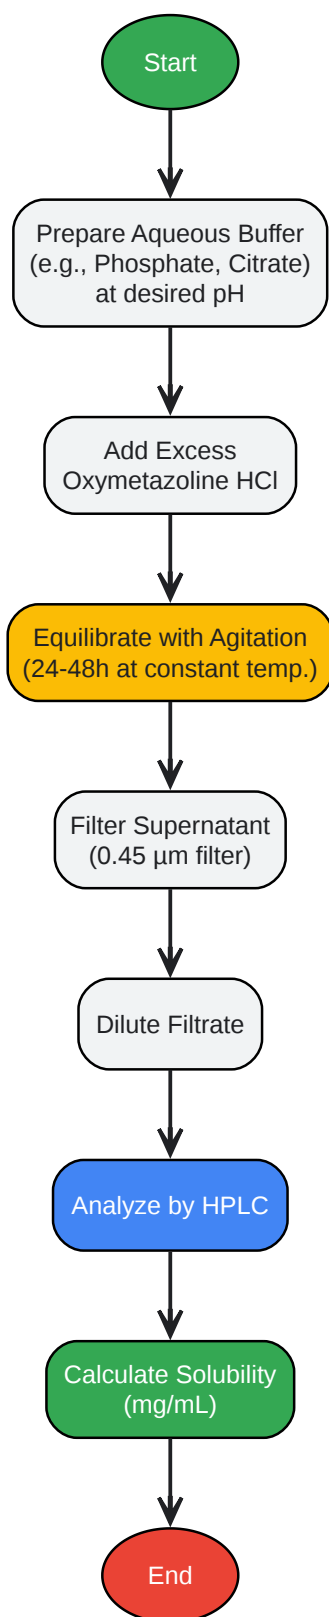 Start
Prepare Aqueous Buffer
(e.g., Phosphate, Citrate)
at desired pH
Add Excess
Oxymetazoline HCl
Equilibrate with Agitation
(24-48h at constant temp.)
Filter Supernatant
(0.45 µm filter)
Dilute Filtrate
Analyze by HPLC
Calculate Solubility
(mg/mL)
End